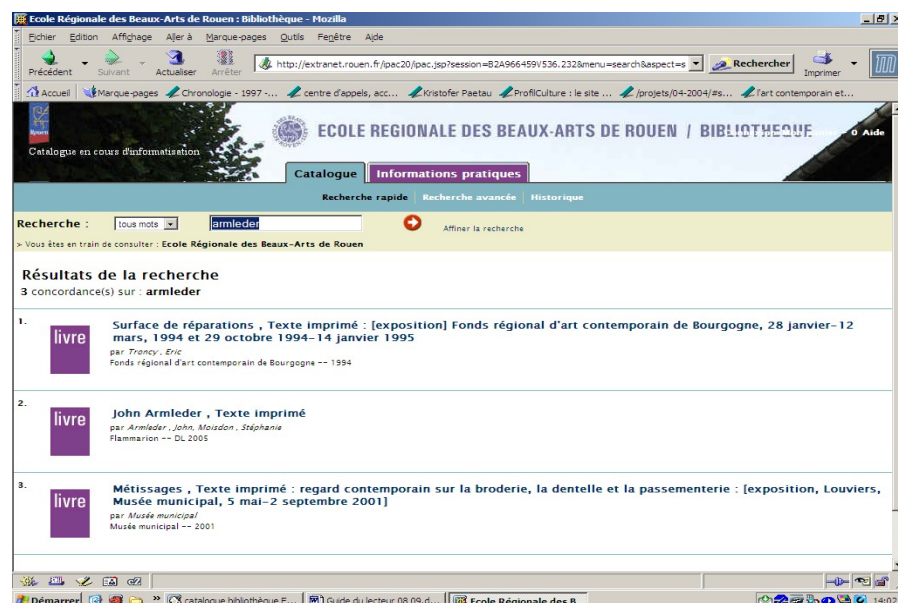 Ecole Régionale des Beaux-Arts de Rouen : Bibliothèque - Mozilla
Fichier Edition Affichage Aller à Marque-pages Outils Fenêtre Aide
Précédent Suivant Actualiser Arrêter http://extranet.rouen.fr/ipac20/ipac.jsp?session=B2A966459V536.232&menu=search&aspect=s Rechercher Imprimer
Accueil Marque-pages Chronologie - 1997 -... centre d'appels, acc... Kristofer Paetau ProfilCulture : le site ... /projets/04-2004/#s... l'art contemporain et...
Rouen
ECOLE REGIONALE DES BEAUX-ARTS DE ROUEN / BIBLIOTHEQUE
0 Aide
Catalogue en cours d'informatisation
Catalogue Informations pratiques
Recherche rapide Recherche avancée Historique
Recherche : tous mots armleder Affiner la recherche
> Vous êtes en train de consulter : Ecole Régionale des Beaux-Arts de Rouen
Résultats de la recherche
3 concordance(s) sur : armleder
1.
livre
Surface de réparations , Texte imprimé : [exposition] Fonds régional d'art contemporain de Bourgogne, 28 janvier-12
mars, 1994 et 29 octobre 1994-14 janvier 1995
par Troncy, Eric
Fonds régional d'art contemporain de Bourgogne -- 1994
2.
livre
John Armleder , Texte imprimé
par Armleder, John, Moisdon, Stéphanie
Flammarion -- DL 2005
3.
livre
Métissages , Texte imprimé : regard contemporain sur la broderie, la dentelle et la passementerie : [exposition, Louviers,
Musée municipal, 5 mai-2 septembre 2001]
par Musée municipal
Musée municipal -- 2001
Démarrer » catalogue bibliothèque E... Guide du lecteur 08 09.d... Ecole Régionale des B... 14:02